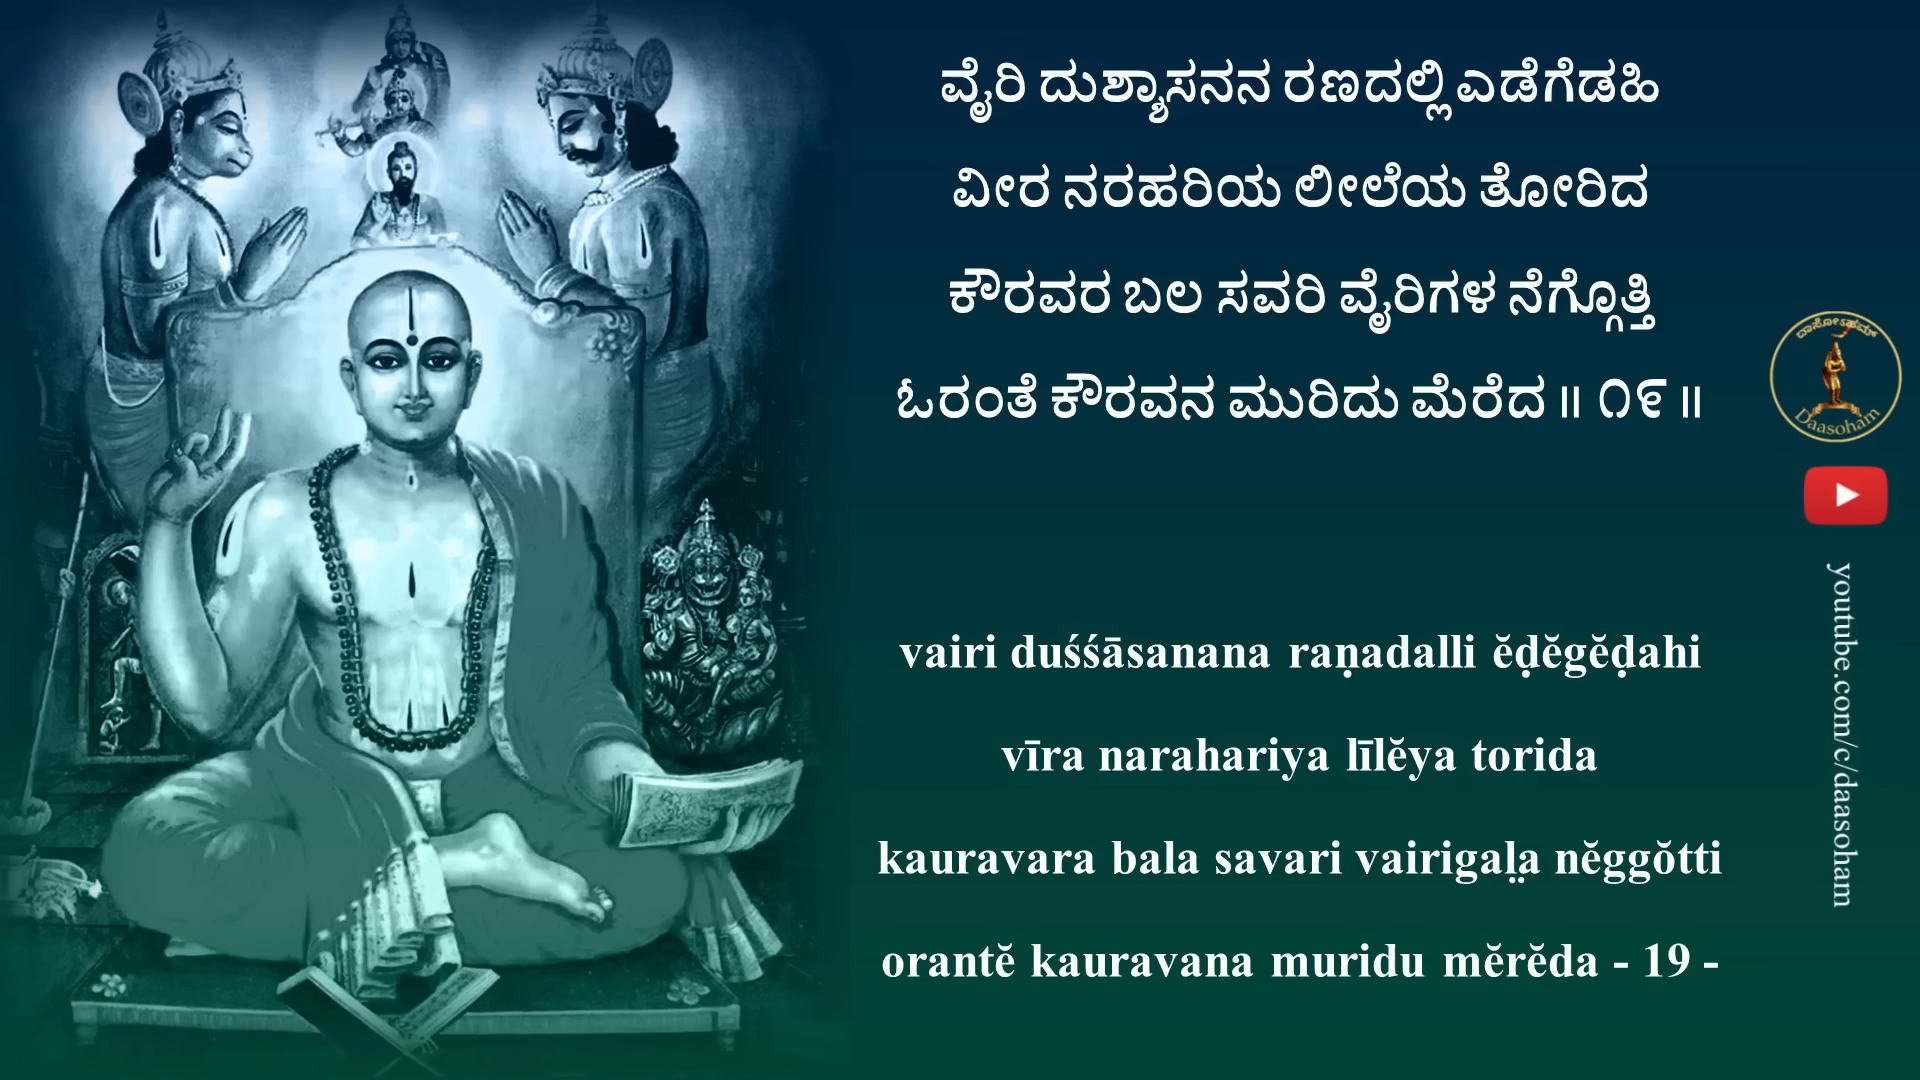 ವೈರಿ ದುಶ್ಶಾಸನನ ರಣದಲ್ಲಿ ಎಡೆಗೆಡಹಿ
ವೀರ ನರಹರಿಯ ಲೀಲೆಯ ತೋರಿದ
ಕೌರವರ ಬಲ ಸವರಿ ವೈರಿಗಳ ನೆಗ್ಗೊತ್ತಿ
ಓರಂತೆ ಕೌರವನ ಮುರಿದು ಮೆರೆದ ॥ ೧೯ ॥
vairi duśśāsanana raṇadalli ĕḍĕgĕḍahi
vīra narahariya līlĕya torida
kauravara bala savari vairigaḷa nĕggŏtti
orantĕ kauravana muridu mĕrĕda - 19 -
ದಾಸೋಽಹಮ್
Daasoham
youtube.com/c/daasoham